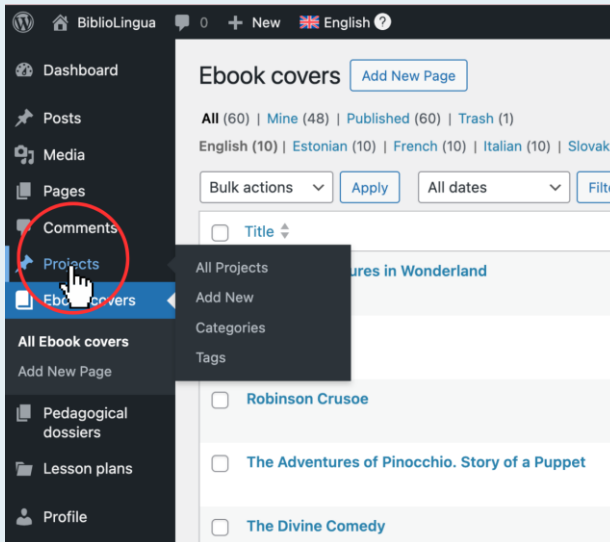 BiblioLingua 0 + New English ?
Dashboard
Posts
Media
Pages
Comments
Projects
Ebook covers
All Ebook covers
Add New Page
Pedagogical
dossiers
Lesson plans
Profile
Ebook covers Add New Page
All (60) | Mine (48) | Published (60) | Trash (1)
English (10) | Estonian (10) | French (10) | Italian (10) | Slovak
Bulk actions Apply All dates
Title
All Projects
Add New
Categories
Tags
in Wonderland
Robinson Crusoe
The Adventures of Pinocchio. Story of a Puppet
The Divine Comedy